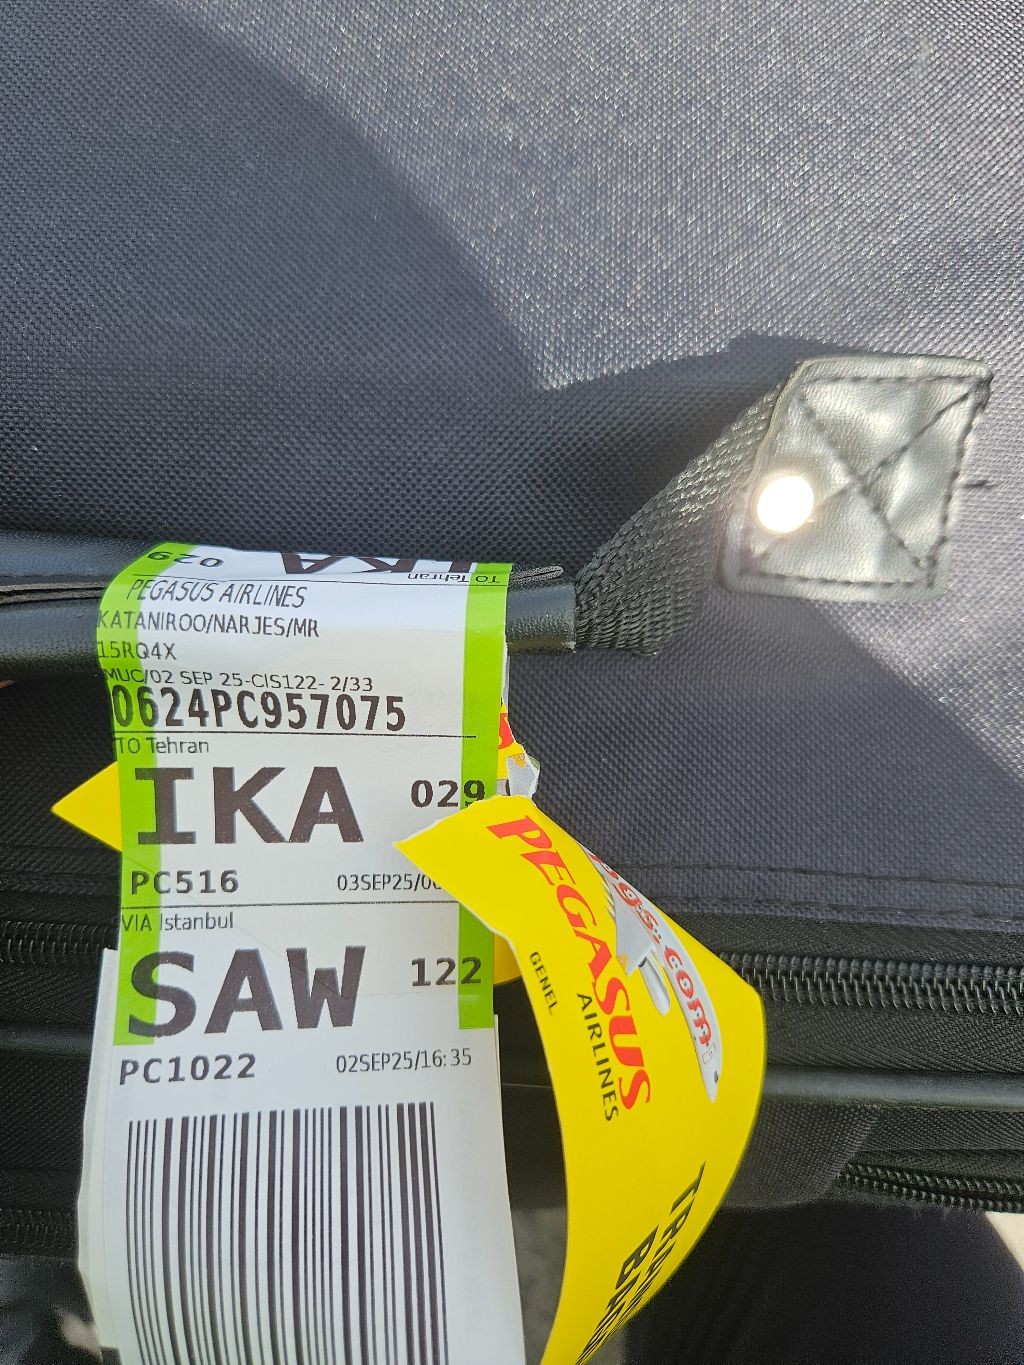 029 IKA
TO Tehran
PEGASUS AIRLINES
KATANIROO/NARJES/MR
15RQ4X
MUC/02 SEP 25-CIS122- 2/33
0624PC957075
TO Tehran
IKA 029
PC516 03SEP25/0
VIA Istanbul
SAW 122
PC1022 02SEP25/16:35
PEGASUS
AIRLINES
GENEL
.com